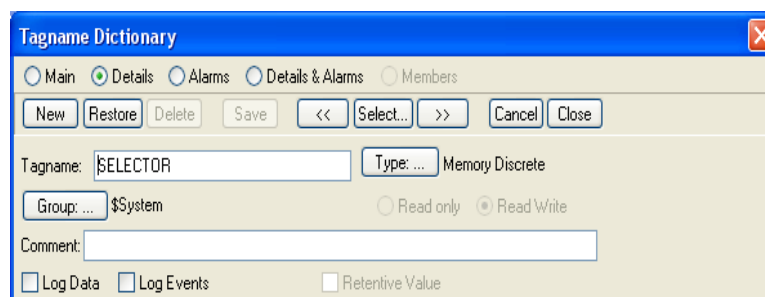 Tagname Dictionary
Main Details Alarms Details & Alarms Members
New Restore Delete Save << Select... >> Cancel Close
Tagname: SELECTOR Type: ... Memory Discrete
Group: ... $System Read only Read Write
Comment:
Log Data Log Events Retentive Value